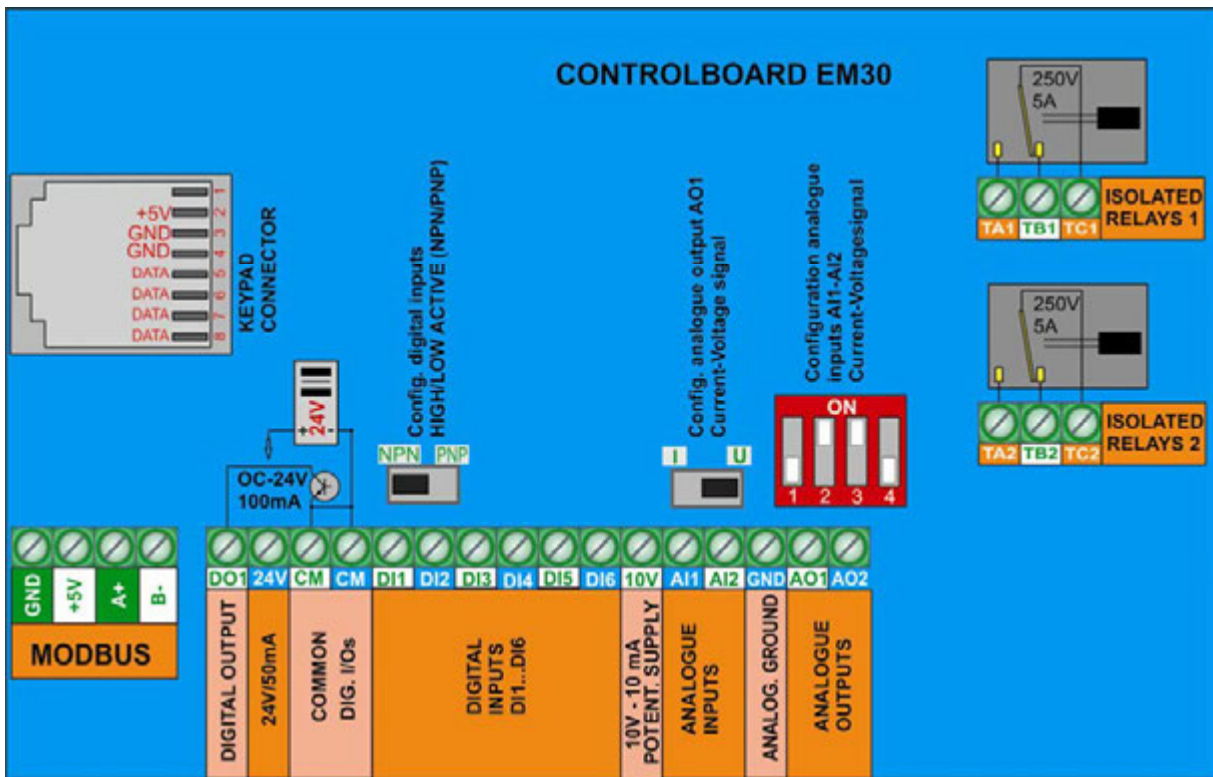 CONTROLBOARD EM30
250V
5A
TA1 TB1 TC1
ISOLATED
RELAYS 1
250V
5A
TA2 TB2 TC2
ISOLATED
RELAYS 2
1
+5V 2
GND 3
GND 4
DATA 5
DATA 6
DATA 7
DATA 8
KEYPAD
CONNECTOR
+ -
24V
OC-24V
100mA
Config. digital inputs
HIGH/LOW ACTIVE (NPN/PNP)
NPN PNP
Config. analogue output AO1
Current-Voltage signal
I U
Configuration analogue
inputs AI1-AI2
Current-Voltagesignal
ON
1 2 3 4
GND +5V A+ B-
MODBUS
DO1 24V CM CM DI1 DI2 DI3 DI4 DI5 DI6 10V AI1 AI2 GND AO1 AO2
DIGITAL OUTPUT
24V/50mA
COMMON
DIG. I/Os
DIGITAL
INPUTS
DI1...DI6
10V - 10 mA
POTENT. SUPPLY
ANALOGUE
INPUTS
ANALOG. GROUND
ANALOGUE
OUTPUTS